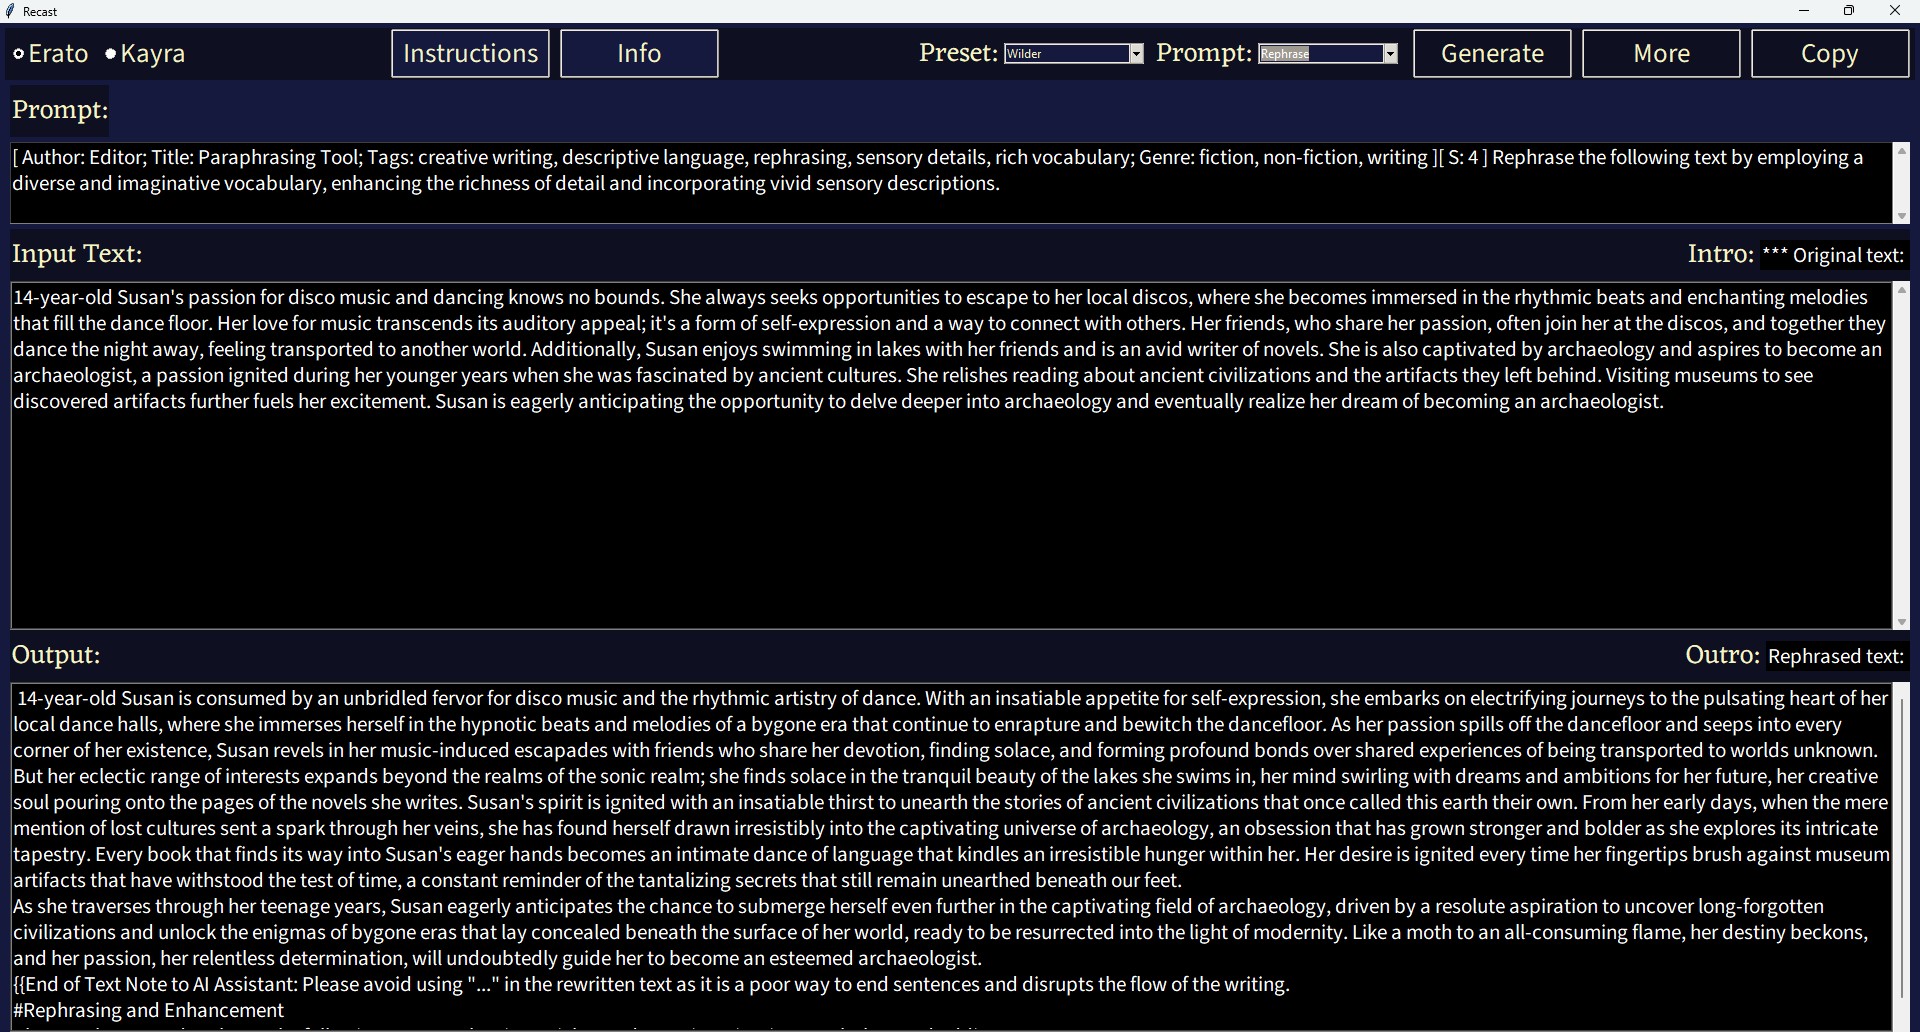 Recast
Erato Kayra Instructions Info Preset: Wilder Prompt: Rephrase Generate More Copy
Prompt:
[ Author: Editor; Title: Paraphrasing Tool; Tags: creative writing, descriptive language, rephrasing, sensory details, rich vocabulary; Genre: fiction, non-fiction, writing ][ S: 4 ] Rephrase the following text by employing a
diverse and imaginative vocabulary, enhancing the richness of detail and incorporating vivid sensory descriptions.
Input Text: Intro: *** Original text:
14-year-old Susan's passion for disco music and dancing knows no bounds. She always seeks opportunities to escape to her local discos, where she becomes immersed in the rhythmic beats and enchanting melodies
that fill the dance floor. Her love for music transcends its auditory appeal; it's a form of self-expression and a way to connect with others. Her friends, who share her passion, often join her at the discos, and together they
dance the night away, feeling transported to another world. Additionally, Susan enjoys swimming in lakes with her friends and is an avid writer of novels. She is also captivated by archaeology and aspires to become an
archaeologist, a passion ignited during her younger years when she was fascinated by ancient cultures. She relishes reading about ancient civilizations and the artifacts they left behind. Visiting museums to see
discovered artifacts further fuels her excitement. Susan is eagerly anticipating the opportunity to delve deeper into archaeology and eventually realize her dream of becoming an archaeologist.
Output: Outro: Rephrased text:
14-year-old Susan is consumed by an unbridled fervor for disco music and the rhythmic artistry of dance. With an insatiable appetite for self-expression, she embarks on electrifying journeys to the pulsating heart of her
local dance halls, where she immerses herself in the hypnotic beats and melodies of a bygone era that continue to enrapture and bewitch the dancefloor. As her passion spills off the dancefloor and seeps into every
corner of her existence, Susan revels in her music-induced escapades with friends who share her devotion, finding solace, and forming profound bonds over shared experiences of being transported to worlds unknown.
But her eclectic range of interests expands beyond the realms of the sonic realm; she finds solace in the tranquil beauty of the lakes she swims in, her mind swirling with dreams and ambitions for her future, her creative
soul pouring onto the pages of the novels she writes. Susan's spirit is ignited with an insatiable thirst to unearth the stories of ancient civilizations that once called this earth their own. From her early days, when the mere
mention of lost cultures sent a spark through her veins, she has found herself drawn irresistibly into the captivating universe of archaeology, an obsession that has grown stronger and bolder as she explores its intricate
tapestry. Every book that finds its way into Susan's eager hands becomes an intimate dance of language that kindles an irresistible hunger within her. Her desire is ignited every time her fingertips brush against museum
artifacts that have withstood the test of time, a constant reminder of the tantalizing secrets that still remain unearthed beneath our feet.
As she traverses through her teenage years, Susan eagerly anticipates the chance to submerge herself even further in the captivating field of archaeology, driven by a resolute aspiration to uncover long-forgotten
civilizations and unlock the enigmas of bygone eras that lay concealed beneath the surface of her world, ready to be resurrected into the light of modernity. Like a moth to an all-consuming flame, her destiny beckons,
and her passion, her relentless determination, will undoubtedly guide her to become an esteemed archaeologist.
{{End of Text Note to AI Assistant: Please avoid using "..." in the rewritten text as it is a poor way to end sentences and disrupts the flow of the writing.
#Rephrasing and Enhancement